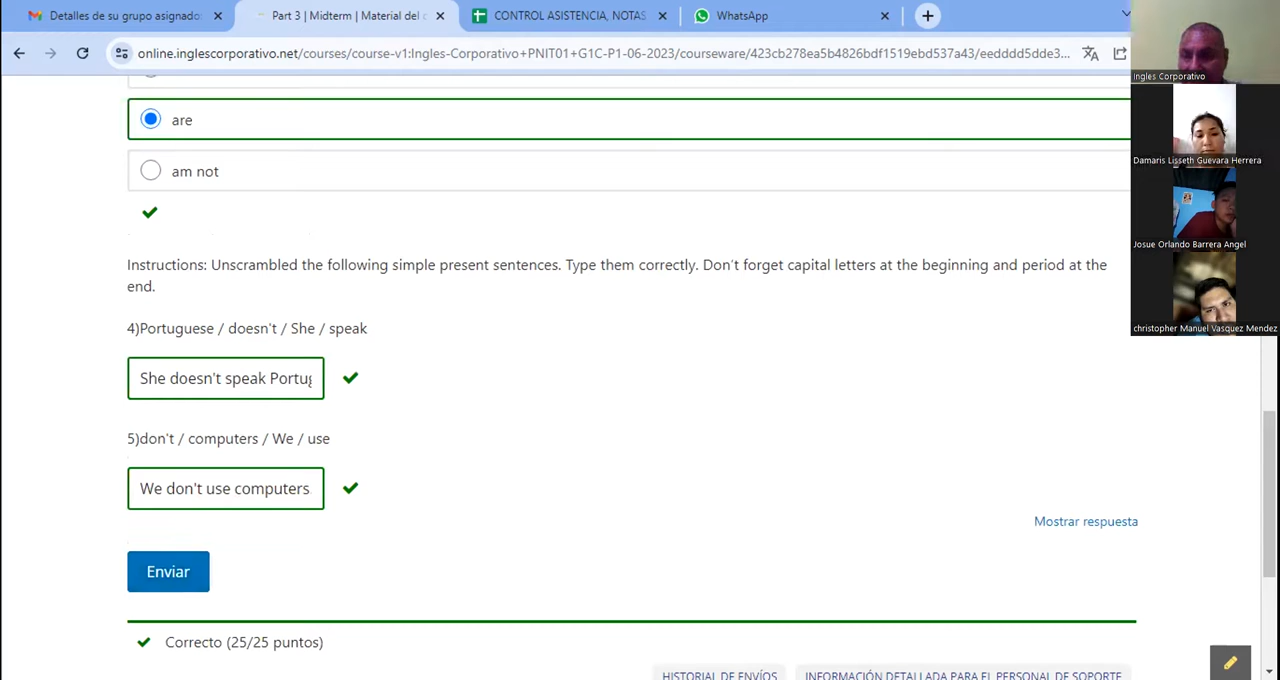 Detalles de su grupo asignado
Part 3 | Midterm | Material del c
CONTROL ASISTENCIA, NOTAS
WhatsApp
online.inglescorporativo.net/courses/course-v1:Ingles-Corporativo+PNIT01+G1C-P1-06-2023/courseware/423cb278ea5b4826bdf1519ebd537a43/eedddd5dde3...
Ingles Corporativo
are
Damaris Lisseth Guevara Herrera
am not
Josue Orlando Barrera Angel
Instructions: Unscrambled the following simple present sentences. Type them correctly. Don't forget capital letters at the beginning and period at the
end.
christopher Manuel Vasquez Mendez
4)Portuguese / doesn't / She / speak
She doesn't speak Portug
5)don't / computers / We / use
We don't use computers.
Mostrar respuesta
Enviar
Correcto (25/25 puntos)
HISTORIAL DE ENVÍOS
INFORMACIÓN DETALLADA PARA EL PERSONAL DE SOPORTE